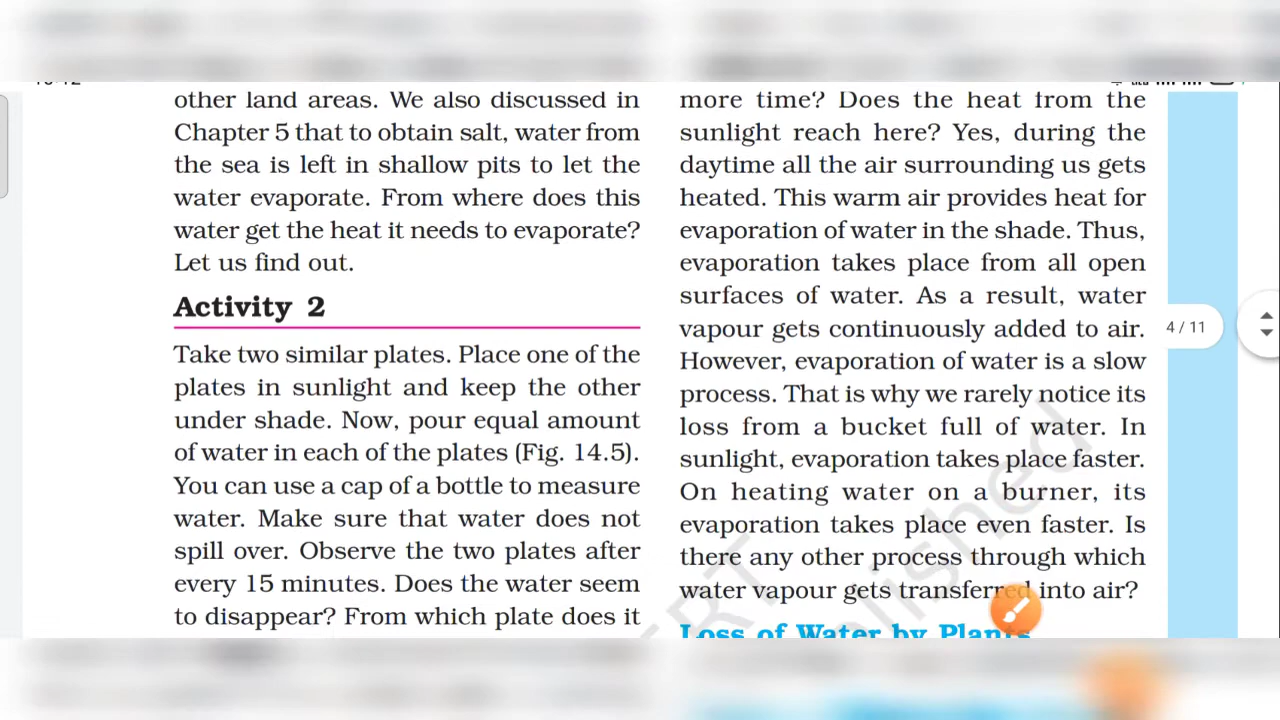 other land areas. We also discussed in
Chapter 5 that to obtain salt, water from
the sea is left in shallow pits to let the
water evaporate. From where does this
water get the heat it needs to evaporate?
Let us find out.
Activity 2
Take two similar plates. Place one of the
plates in sunlight and keep the other
under shade. Now, pour equal amount
of water in each of the plates (Fig. 14.5).
You can use a cap of a bottle to measure
water. Make sure that water does not
spill over. Observe the two plates after
every 15 minutes. Does the water seem
to disappear? From which plate does it
more time? Does the heat from the
sunlight reach here? Yes, during the
daytime all the air surrounding us gets
heated. This warm air provides heat for
evaporation of water in the shade. Thus,
evaporation takes place from all open
surfaces of water. As a result, water
vapour gets continuously added to air.
However, evaporation of water is a slow
process. That is why we rarely notice its
loss from a bucket full of water. In
sunlight, evaporation takes place faster.
On heating water on a burner, its
evaporation takes place even faster. Is
there any other process through which
water vapour gets transferred into air?
Loss of Water by Plants
4 / 11